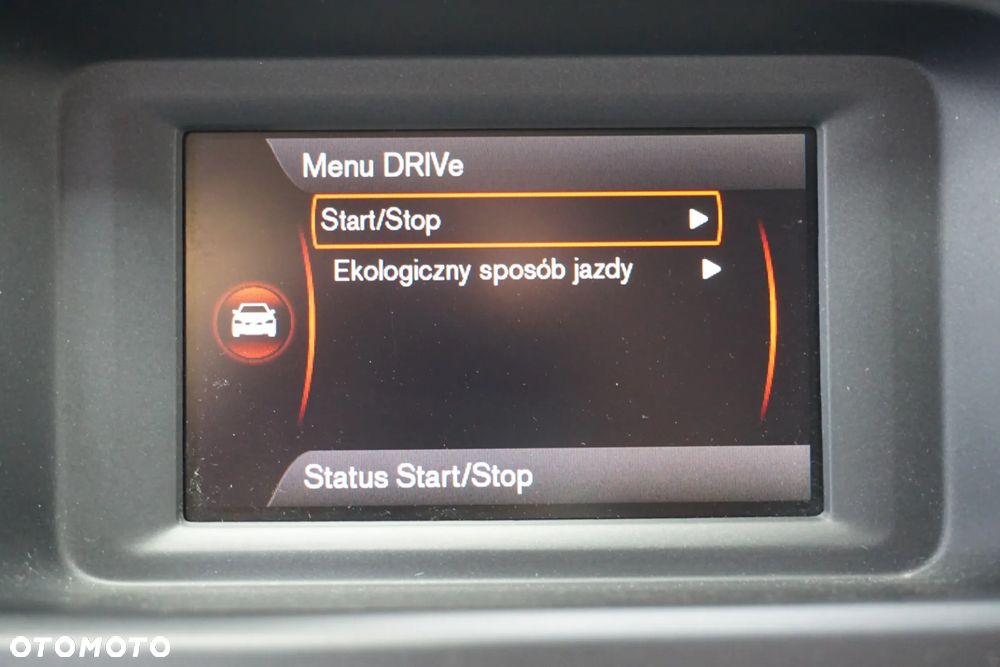 Menu DRIVe
Start/Stop
Ekologiczny sposób jazdy
Status Start/Stop
OTOMOTO